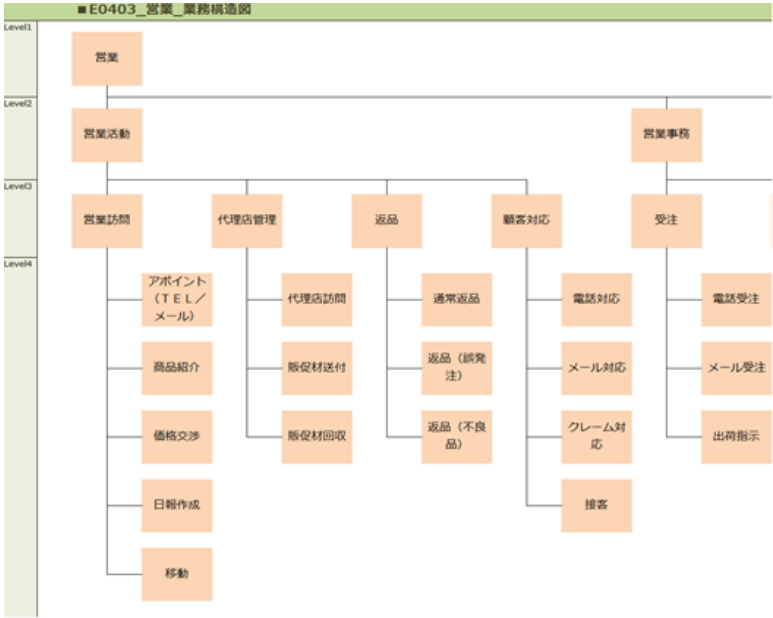 ■E0403_営業_業務構造図
Level1
営業
Level2
営業活動
営業事務
Level3
営業訪問
代理店管理
返品
顧客対応
受注
Level4
アポイント
（ＴＥＬ／
メール）
代理店訪問
通常返品
電話対応
電話受注
商品紹介
販促材送付
返品（誤発
注）
メール対応
メール受注
価格交渉
販促材回収
返品（不良
品）
クレーム対
応
出荷指示
日報作成
接客
移動